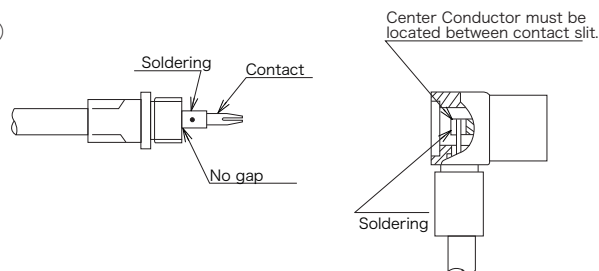 Center Conductor must be
located between contact slit.
Soldering
Contact
No gap
Soldering